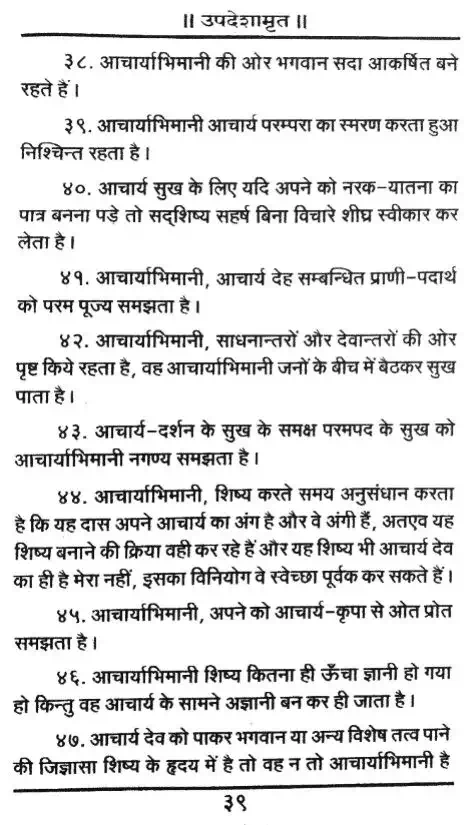 ॥ उपदेशामृत ॥
३८. आचार्याभिमानी की ओर भगवान सदा आकर्षित बने
रहते हैं।
३९. आचार्याभिमानी आचार्य परम्परा का स्मरण करता हुआ
निश्चिन्त रहता है।
४०. आचार्य सुख के लिए यदि अपने को नरक-यातना का
पात्र बनना पड़े तो सद्शिष्य सहर्ष बिना विचारे शीघ्र स्वीकार कर
लेता है।
४१. आचार्याभिमानी, आचार्य देह सम्बन्धित प्राणी-पदार्थ
को परम पूज्य समझता है।
४२. आचार्याभिमानी, साधनान्तरों और देवान्तरों की ओर
पृष्ट किये रहता है, वह आचार्याभिमानी जनों के बीच में बैठकर सुख
पाता है।
४३. आचार्य-दर्शन के सुख के समक्ष परमपद के सुख को
आचार्याभिमानी नगण्य समझता है।
४४. आचार्याभिमानी, शिष्य करते समय अनुसंधान करता
है कि यह दास अपने आचार्य का अंग है और वे अंगी हैं, अतएव यह
शिष्य बनाने की क्रिया वही कर रहे हैं और यह शिष्य भी आचार्य देव
का ही है मेरा नहीं, इसका विनियोग वे स्वेच्छा पूर्वक कर सकते हैं।
४५. आचार्याभिमानी, अपने को आचार्य-कृपा से ओत प्रोत
समझता है।
४६. आचार्याभिमानी शिष्य कितना ही ऊँचा ज्ञानी हो गया
हो किन्तु वह आचार्य के सामने अज्ञानी बन कर ही जाता है।
४७. आचार्य देव को पाकर भगवान या अन्य विशेष तत्व पाने
की जिज्ञासा शिष्य के हृदय में है तो वह न तो आचार्याभिमानी है
३९